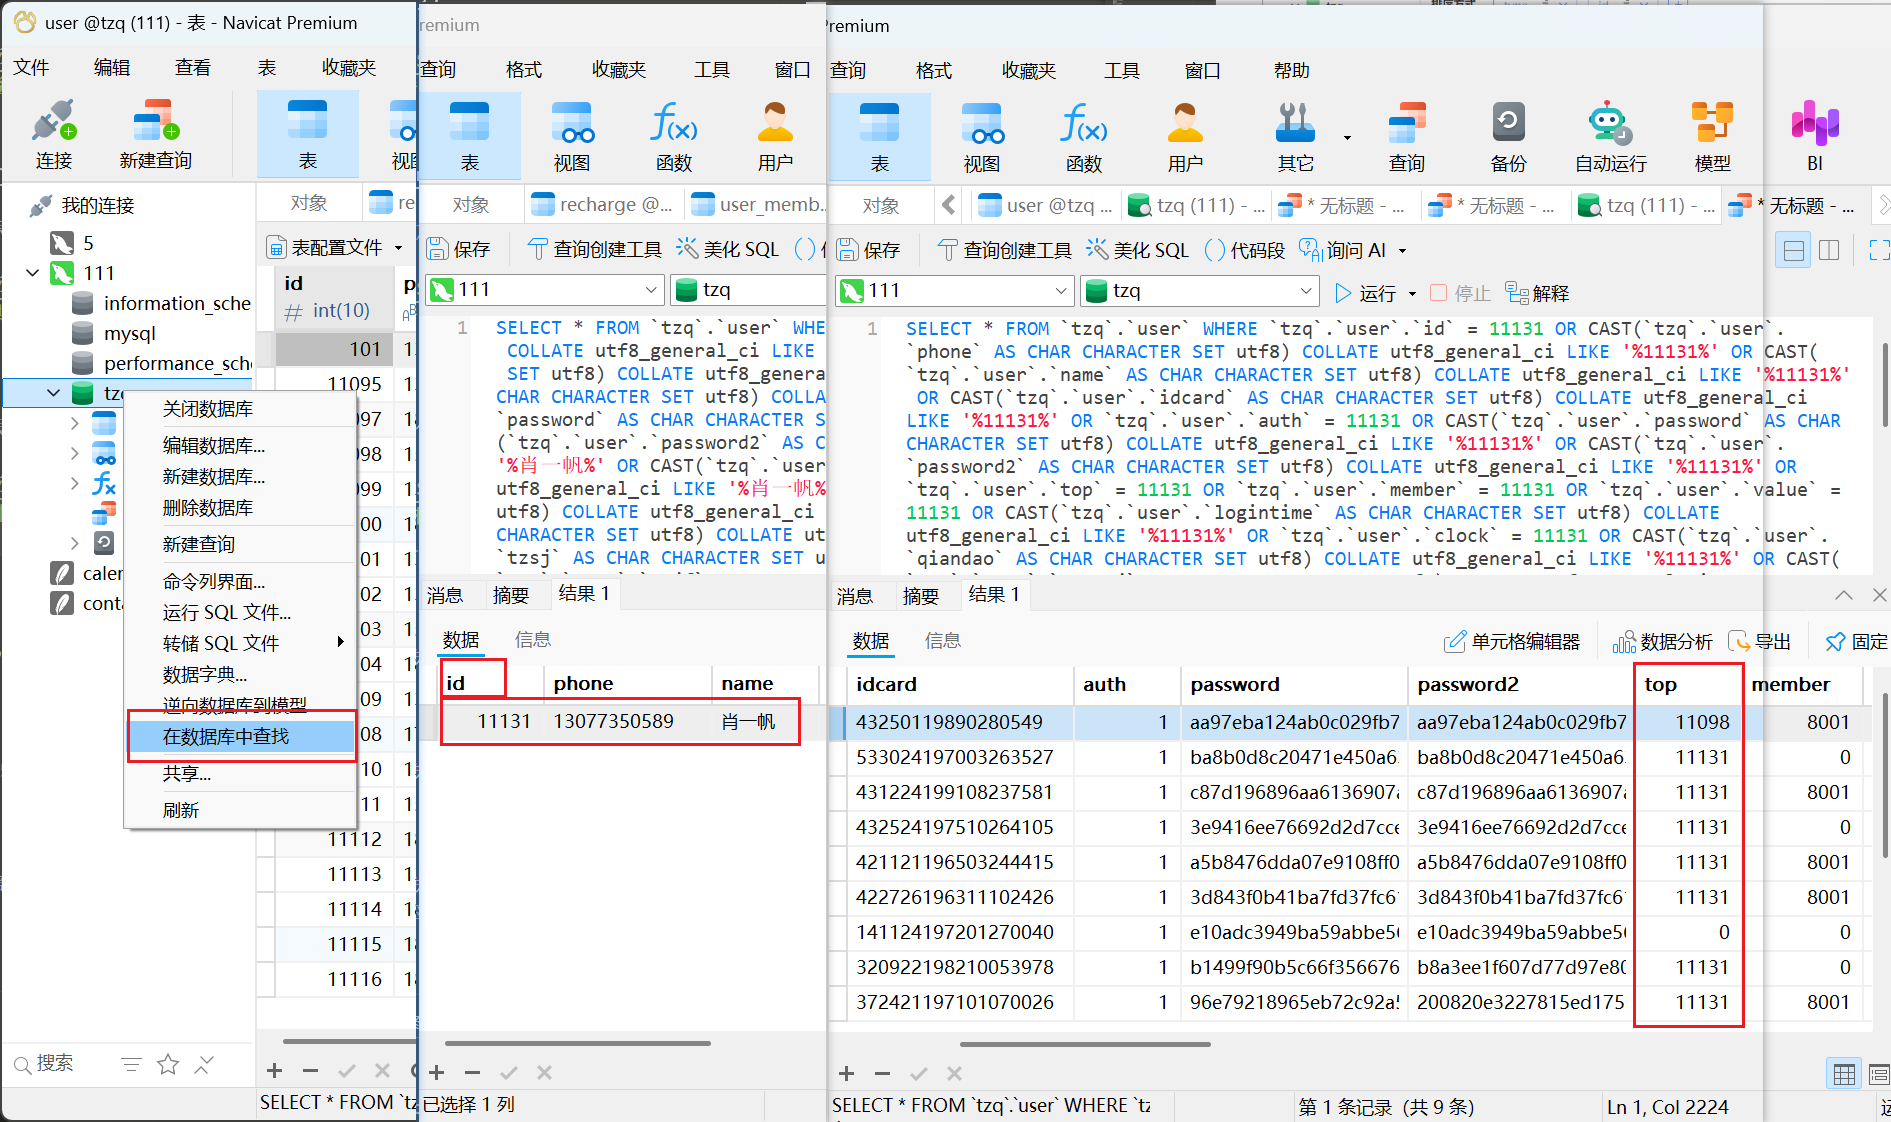 user @tzq (111) - 表 - Navicat Premium
文件 编辑 查看 表 收藏夹
连接 新建查询 表 视图
我的连接
5
111
information_sche
mysql
performance_sche
tzq
关闭数据库
编辑数据库...
新建数据库...
删除数据库
新建查询
命令列界面...
运行 SQL 文件...
转储 SQL 文件
数据字典...
逆向数据库到模型
在数据库中查找
共享...
刷新
搜索
对象 re
表配置文件
id
# int(10)
101
11095
097
098
099
00
01
02
03
04
09
08
10
11
11112
11113
11114
11115
11116
SELECT * FROM `tz
remium
查询 格式 收藏夹 工具 窗口
表 视图 函数 用户
对象 recharge @... user_memb...
保存 查询创建工具 美化 SQL ()
111 tzq
1 SELECT * FROM `tzq`.`user` WHE
COLLATE utf8_general_ci LIKE
SET utf8) COLLATE utf8_genera
CHAR CHARACTER SET utf8) COLLA
`password` AS CHAR CHARACTER S
(`tzq`.`user`.`password2` AS C
'%肖一帆%' OR CAST(`tzq`.`user
utf8_general_ci LIKE '%肖一帆%
utf8) COLLATE utf8_general_ci
CHARACTER SET utf8) COLLATE ut
`tzsj` AS CHAR CHARACTER SET u
消息 摘要 结果 1
数据 信息
id phone name
11131 13077350589 肖一帆
已选择 1 列
Premium
查询 格式 收藏夹 工具 窗口 帮助
表 视图 函数 用户 其它 查询 备份 自动运行 模型 BI
对象 user @tzq ... tzq (111) - ... * 无标题 - ... * 无标题 - ... tzq (111) - ... * 无标题 - ...
保存 查询创建工具 美化 SQL () 代码段 询问 AI
111 tzq 运行 停止 解释
1 SELECT * FROM `tzq`.`user` WHERE `tzq`.`user`.`id` = 11131 OR CAST(`tzq`.`user`.
`phone` AS CHAR CHARACTER SET utf8) COLLATE utf8_general_ci LIKE '%11131%' OR CAST(
`tzq`.`user`.`name` AS CHAR CHARACTER SET utf8) COLLATE utf8_general_ci LIKE '%11131%'
OR CAST(`tzq`.`user`.`idcard` AS CHAR CHARACTER SET utf8) COLLATE utf8_general_ci
LIKE '%11131%' OR `tzq`.`user`.`auth` = 11131 OR CAST(`tzq`.`user`.`password` AS CHAR
CHARACTER SET utf8) COLLATE utf8_general_ci LIKE '%11131%' OR CAST(`tzq`.`user`.
`password2` AS CHAR CHARACTER SET utf8) COLLATE utf8_general_ci LIKE '%11131%' OR
`tzq`.`user`.`top` = 11131 OR `tzq`.`user`.`member` = 11131 OR `tzq`.`user`.`value` =
11131 OR CAST(`tzq`.`user`.`logintime` AS CHAR CHARACTER SET utf8) COLLATE
utf8_general_ci LIKE '%11131%' OR `tzq`.`user`.`clock` = 11131 OR CAST(`tzq`.`user`.
`qiandao` AS CHAR CHARACTER SET utf8) COLLATE utf8_general_ci LIKE '%11131%' OR CAST(
消息 摘要 结果 1
数据 信息 单元格编辑器 数据分析 导出 固定
idcard auth password password2 top member
43250119890280549 1 aa97eba124ab0c029fb7 aa97eba124ab0c029fb7 11098 8001
533024197003263527 1 ba8b0d8c20471e450a6 ba8b0d8c20471e450a6 11131 0
431224199108237581 1 c87d196896aa6136907a c87d196896aa6136907a 11131 8001
432524197510264105 1 3e9416ee76692d2d7cce 3e9416ee76692d2d7cce 11131 0
421121196503244415 1 a5b8476dda07e9108ff0 a5b8476dda07e9108ff0 11131 8001
422726196311102426 1 3d843f0b41ba7fd37fc6 3d843f0b41ba7fd37fc6 11131 8001
141124197201270040 1 e10adc3949ba59abbe56 e10adc3949ba59abbe56 0 0
320922198210053978 1 b1499f90b5c66f356676 b8a3ee1f607d77d97e80 11131 0
372421197101070026 1 96e79218965eb72c92a5 200820e3227815ed175 11131 8001
SELECT * FROM `tzq`.`user` WHERE `tz 第 1 条记录 (共 9 条) Ln 1, Col 2224